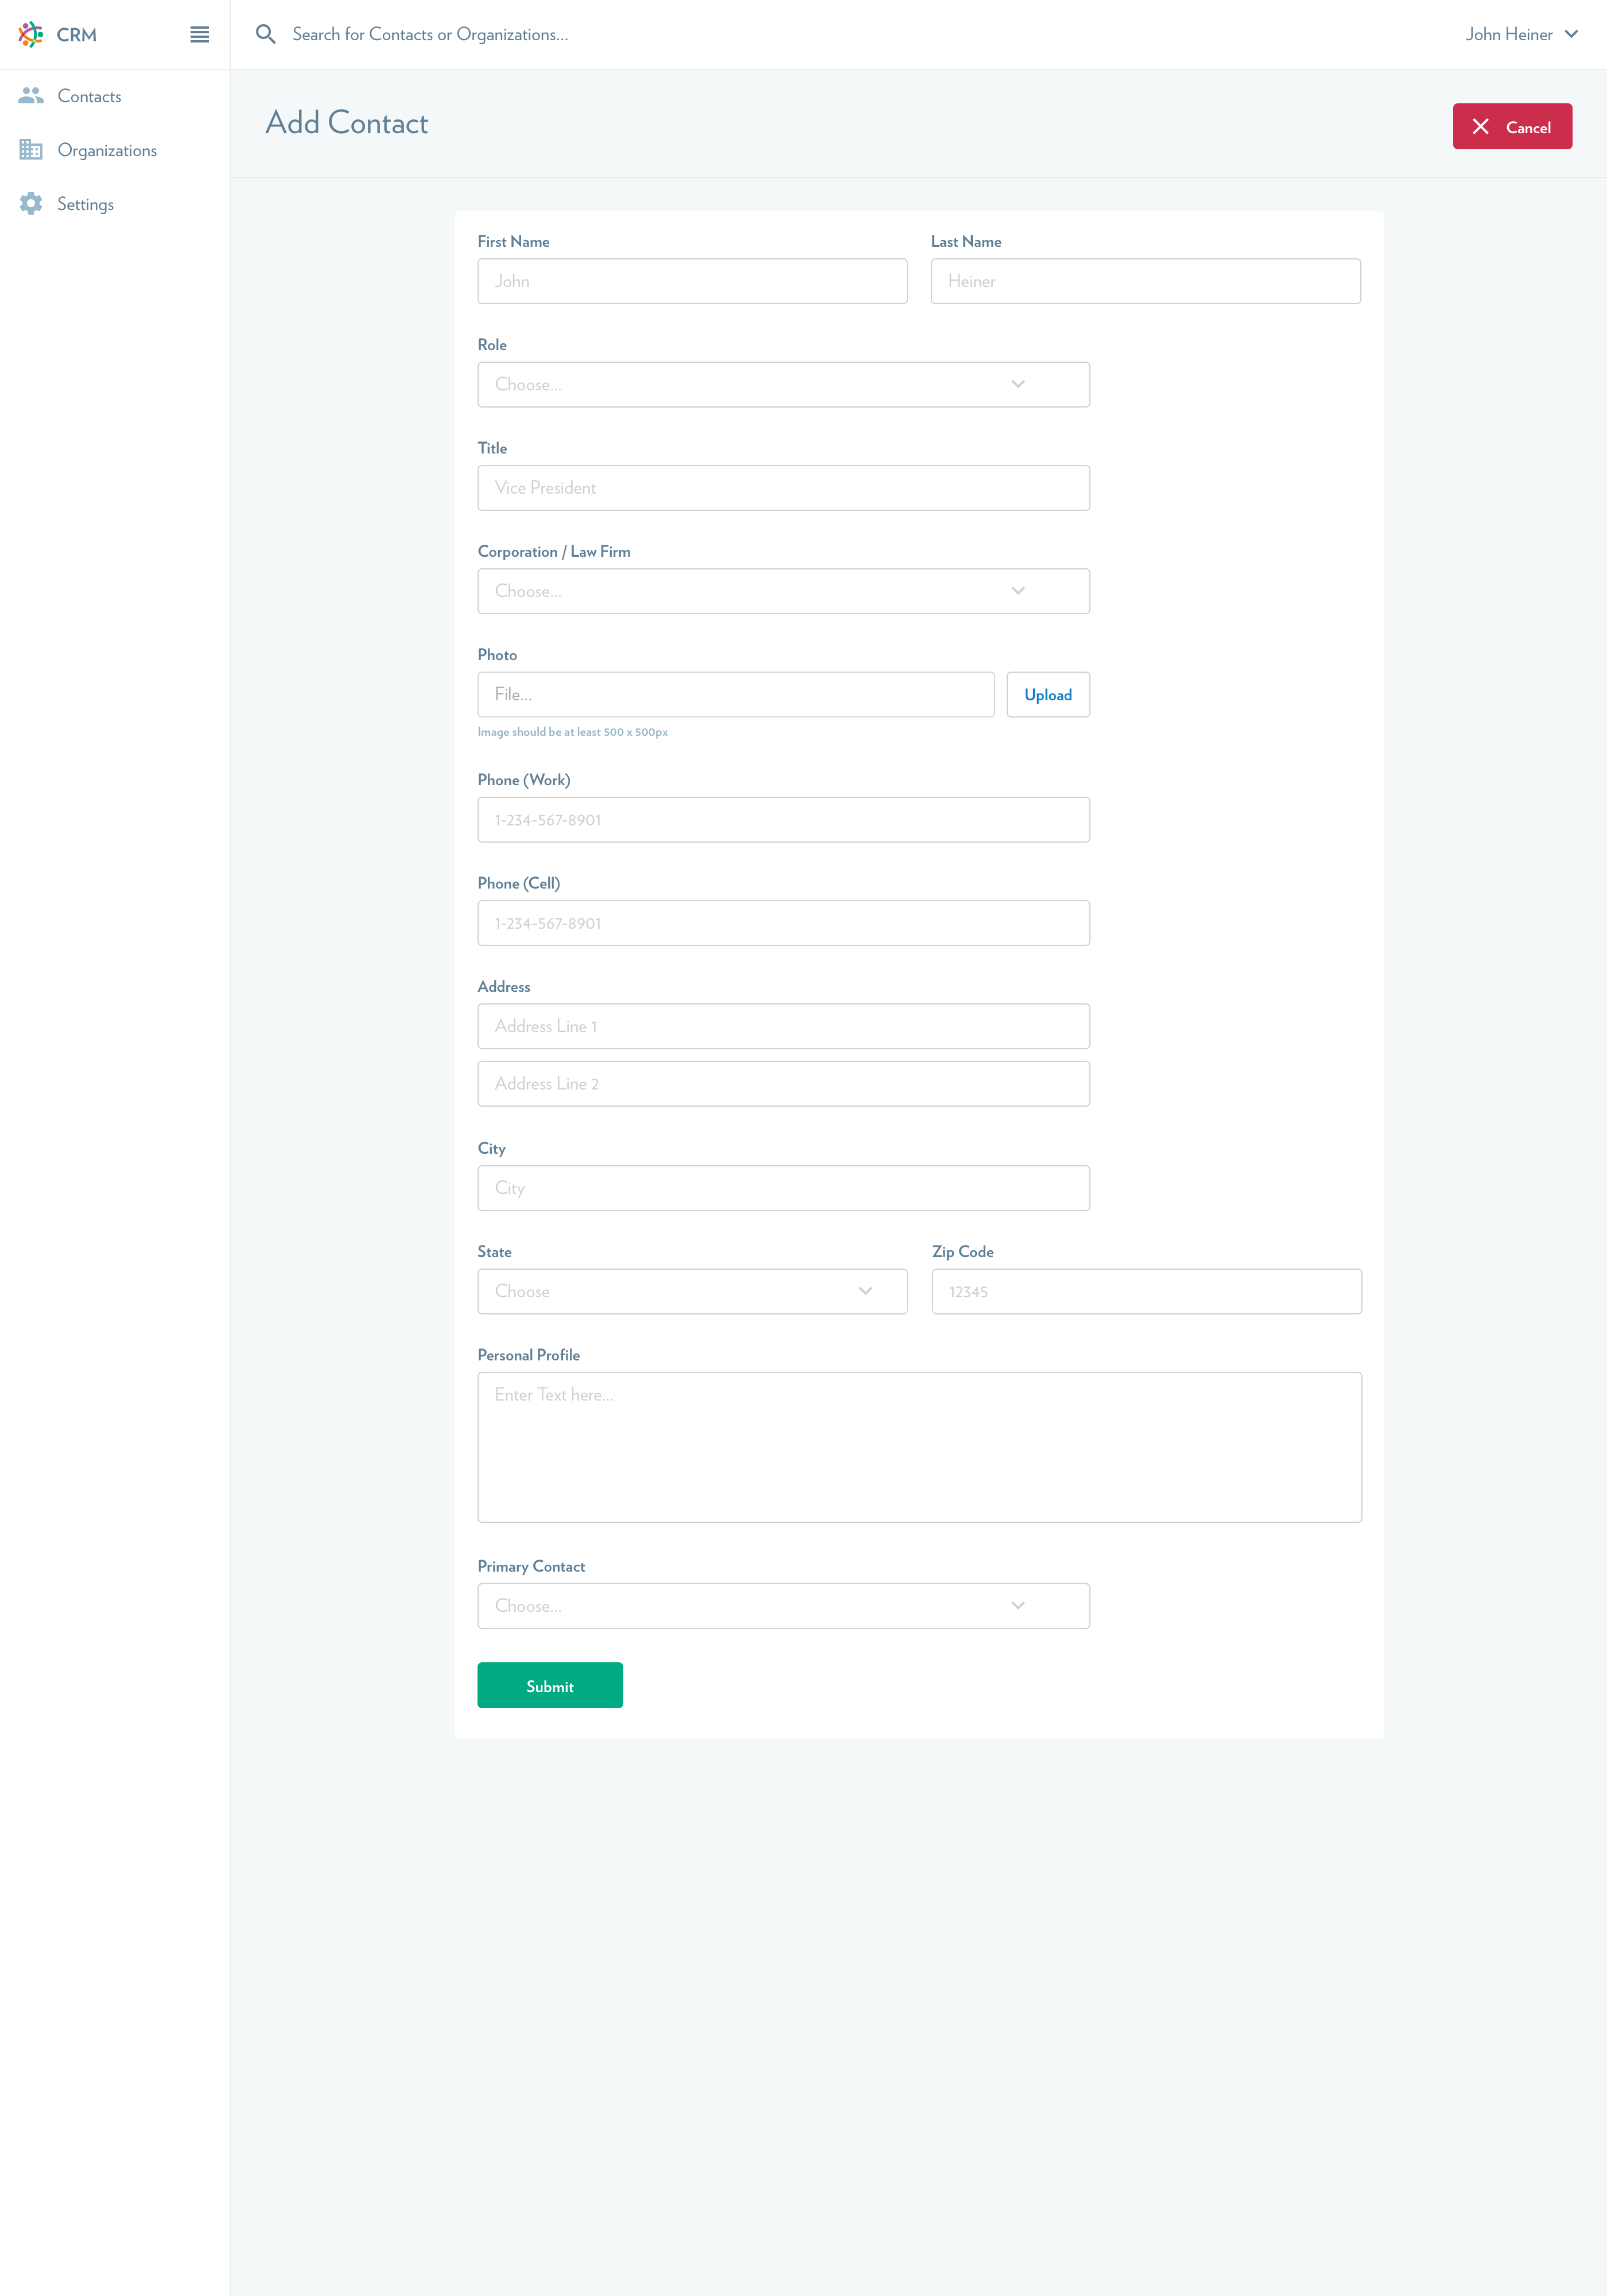 CRM
Search for Contacts or Organizations...
John Heiner
Contacts
Organizations
Settings
Add Contact
Cancel
First Name
Last Name
John
Heiner
Role
Choose...
Title
Vice President
Corporation / Law Firm
Choose...
Photo
File...
Upload
Image should be at least 500 x 500px
Phone (Work)
1-234-567-8901
Phone (Cell)
1-234-567-8901
Address
Address Line 1
Address Line 2
City
City
State
Zip Code
Choose
12345
Personal Profile
Enter Text here...
Primary Contact
Choose...
Submit